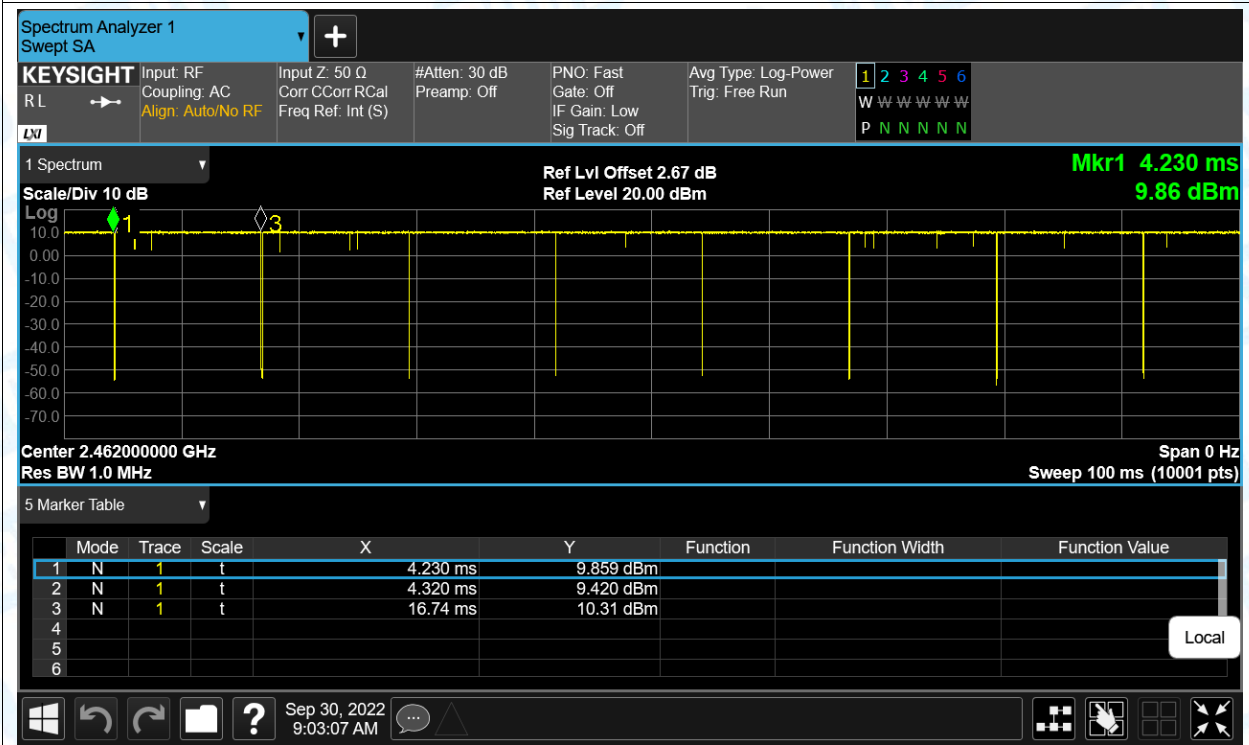 Spectrum Analyzer 1
Swept SA
KEYSIGHT
RL
LXI
Input: RF
Coupling: AC
Align: Auto/No RF
Input Z: 50 Ω
Corr CCorr RCal
Freq Ref: Int (S)
#Atten: 30 dB
Preamp: Off
PNO: Fast
Gate: Off
IF Gain: Low
Sig Track: Off
Avg Type: Log-Power
Trig: Free Run
1 2 3 4 5 6
W W W W W W
P N N N N N
1 Spectrum
Scale/Div 10 dB
Ref Lvl Offset 2.67 dB
Ref Level 20.00 dBm
Mkr1 4.230 ms
9.86 dBm
Log
1
3
10.0
0.00
-10.0
-20.0
-30.0
-40.0
-50.0
-60.0
-70.0
Center 2.462000000 GHz
Res BW 1.0 MHz
Span 0 Hz
Sweep 100 ms (10001 pts)
5 Marker Table
Mode Trace Scale X Y Function Function Width Function Value
1 N 1 t 4.230 ms 9.859 dBm
2 N 1 t 4.320 ms 9.420 dBm
3 N 1 t 16.74 ms 10.31 dBm
4
5
6
Local
?
Sep 30, 2022
9:03:07 AM